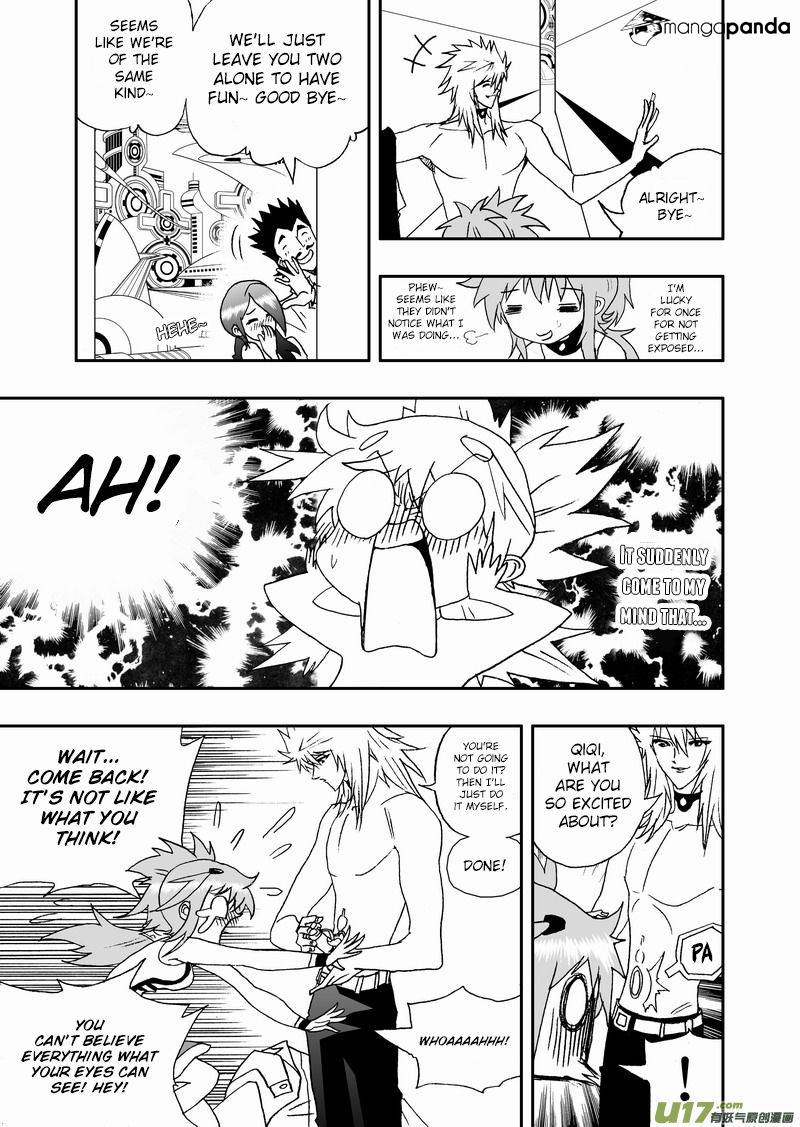 mangapanda
ALRIGHT~
BYE~
WE'LL JUST
LEAVE YOU TWO
ALONE TO HAVE
FUN~ GOOD BYE~
SEEMS
LIKE WE'RE
OF THE
SAME
KIND~
HEHE~
I'M
LUCKY
FOR ONCE
FOR NOT
GETTING
EXPOSED...
PHEW~
SEEMS LIKE
THEY DIDN'T
NOTICE WHAT I
WAS DOING...
AH!
IT SUDDENLY
COME TO MY
MIND THAT...
QIQI,
WHAT
ARE YOU
SO EXCITED
ABOUT?
PA
!
YOU'RE
NOT GOING
TO DO IT?
THEN I'LL
JUST DO
IT MYSELF.
DONE!
WAIT...
COME BACK!
IT'S NOT LIKE
WHAT YOU
THINK!
WHOAAAAHHH!
YOU
CAN'T BELIEVE
EVERYTHING WHAT
YOUR EYES CAN
SEE! HEY!
U17.com
有妖气原创漫画